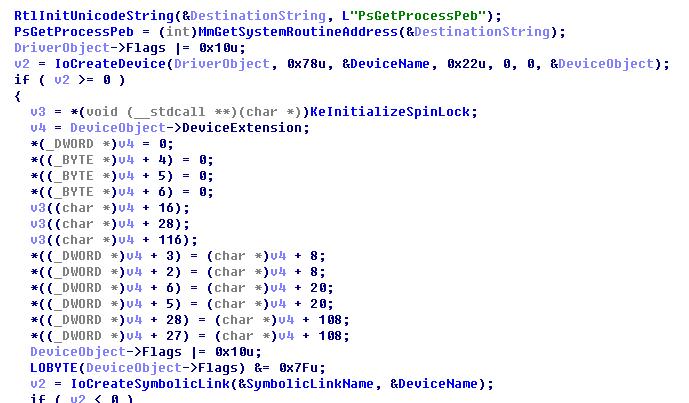 RtlInitUnicodeString(&DestinationString, L"PsGetProcessPeb");
PsGetProcessPeb = (int)MmGetSystemRoutineAddress(&DestinationString);
DriverObject->Flags |= 0x10u;
v2 = IoCreateDevice(DriverObject, 0x78u, &DeviceName, 0x22u, 0, 0, &DeviceObject);
if ( v2 >= 0 )
{
v3 = *(void (__stdcall **)(char *))KeInitializeSpinLock;
v4 = DeviceObject->DeviceExtension;
*(_DWORD *)v4 = 0;
*((_BYTE *)v4 + 4) = 0;
*((_BYTE *)v4 + 5) = 0;
*((_BYTE *)v4 + 6) = 0;
v3((char *)v4 + 16);
v3((char *)v4 + 28);
v3((char *)v4 + 116);
*((_DWORD *)v4 + 3) = (char *)v4 + 8;
*((_DWORD *)v4 + 2) = (char *)v4 + 8;
*((_DWORD *)v4 + 6) = (char *)v4 + 20;
*((_DWORD *)v4 + 5) = (char *)v4 + 20;
*((_DWORD *)v4 + 28) = (char *)v4 + 108;
*((_DWORD *)v4 + 27) = (char *)v4 + 108;
DeviceObject->Flags |= 0x10u;
LOBYTE(DeviceObject->Flags) &= 0x7Fu;
v2 = IoCreateSymbolicLink(&SymbolicLinkName, &DeviceName);
if ( v2 < 0 )